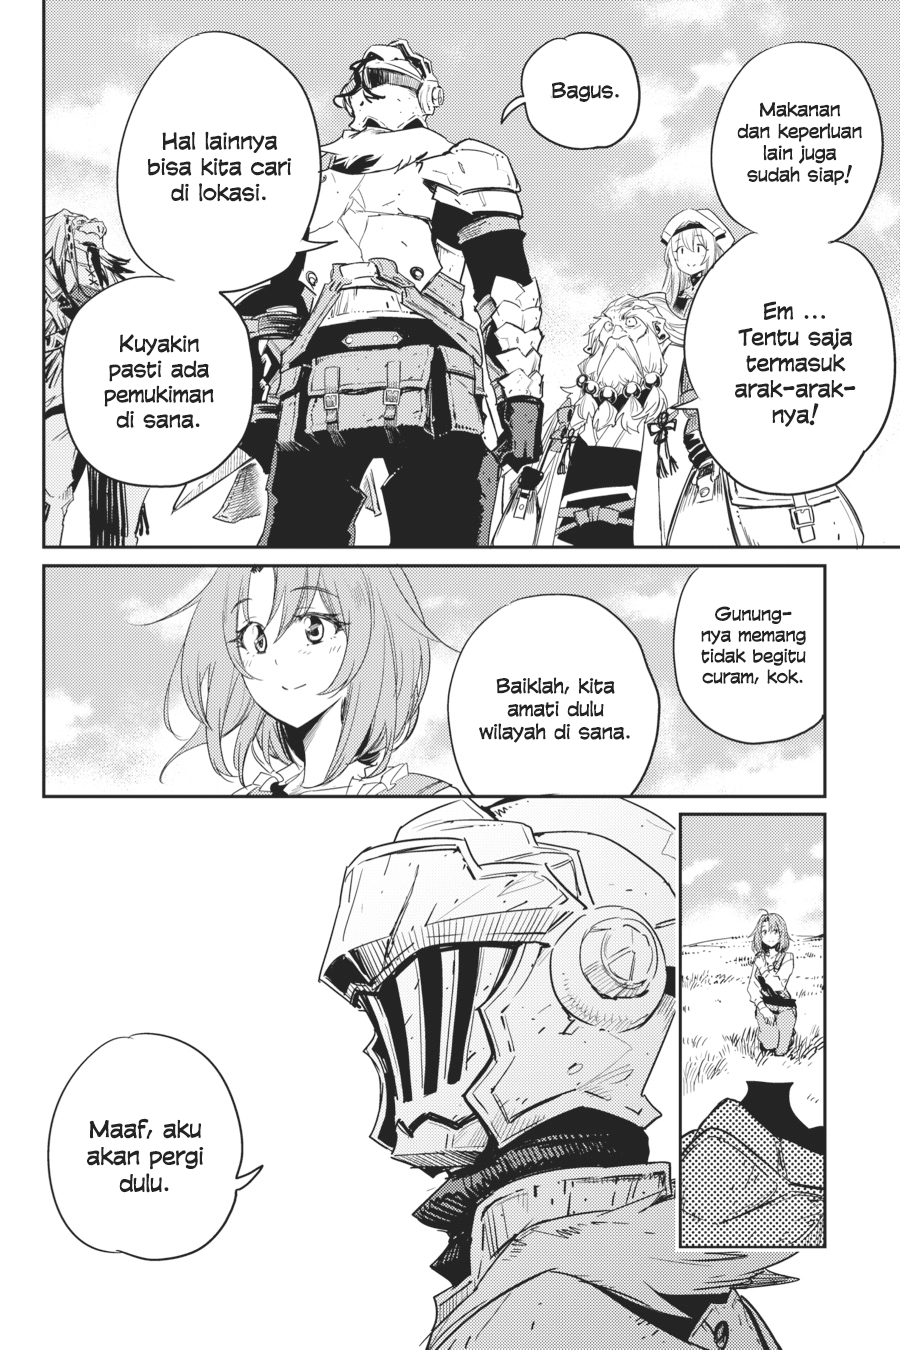 Makanan
dan keperluan
lain juga
sudah siap!
Em ...
Tentu saja
termasuk
arak-arak-
nya!
Bagus.
Hal lainnya
bisa kita cari
di lokasi.
Kuyakin
pasti ada
pemukiman
di sana.
Gunung-
nya memang
tidak begitu
curam, kok.
Baiklah, kita
amati dulu
wilayah di sana.
Maaf, aku
akan pergi
dulu.